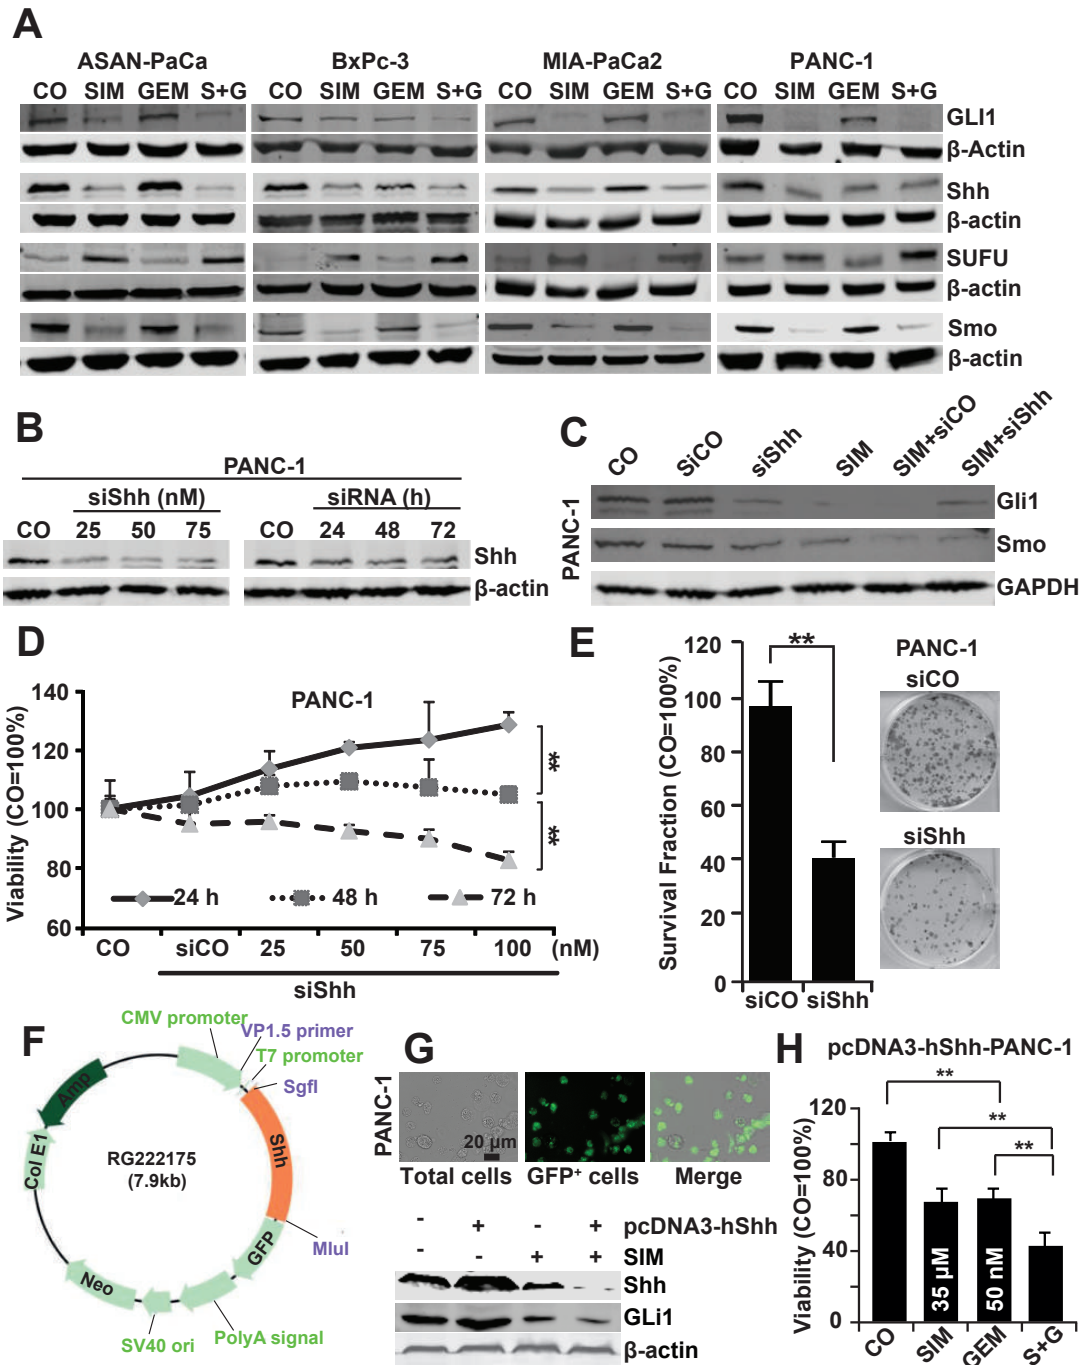 A
ASAN-PaCa BxPc-3 MIA-PaCa2 PANC-1
CO SIM GEM S+G CO SIM GEM S+G CO SIM GEM S+G CO SIM GEM S+G
GLI1
β-Actin
Shh
β-actin
SUFU
β-actin
Smo
β-actin
B
PANC-1
siShh (nM) siRNA (h)
CO 25 50 75 CO 24 48 72
Shh
β-actin
C
CO SiCO siShh SIM SIM+siCO SIM+siShh
PANC-1
Gli1
Smo
GAPDH
D
PANC-1
Viability (CO=100%)
140
120
100
80
60
**
**
24 h 48 h 72 h
CO siCO 25 50 75 100 (nM)
siShh
E
Survival Fraction (CO=100%)
120
100
80
60
40
20
0
**
siCO siShh
PANC-1
siCO
siShh
F
CMV promoter
VP1.5 primer
T7 promoter
SgfI
Amp
Shh
Col E1
RG222175
(7.9kb)
MluI
GFP
Neo
SV40 ori
PolyA signal
G
PANC-1
20 µm
Total cells GFP+ cells Merge
- + - + pcDNA3-hShh
- - + + SIM
Shh
GLi1
β-actin
H
pcDNA3-hShh-PANC-1
Viability (CO=100%)
120
80
40
0
**
**
**
35 µM
50 nM
CO SIM GEM S+G